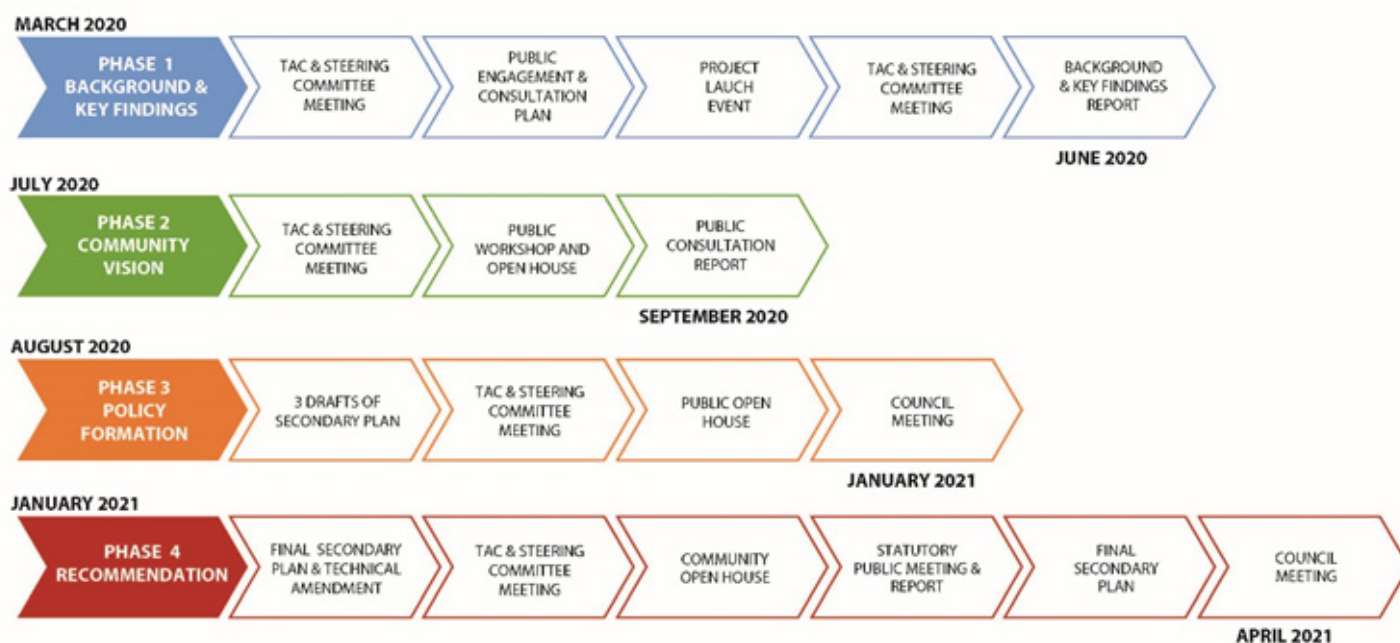 MARCH 2020
PHASE 1
BACKGROUND &
KEY FINDINGS
TAC & STEERING
COMMITTEE
MEETING
PUBLIC
ENGAGEMENT &
CONSULTATION
PLAN
PROJECT
LAUCH
EVENT
TAC & STEERING
COMMITTEE
MEETING
BACKGROUND
& KEY FINDINGS
REPORT
JUNE 2020
JULY 2020
PHASE 2
COMMUNITY
VISION
TAC & STEERING
COMMITTEE
MEETING
PUBLIC
WORKSHOP AND
OPEN HOUSE
PUBLIC
CONSULTATION
REPORT
SEPTEMBER 2020
AUGUST 2020
PHASE 3
POLICY
FORMATION
3 DRAFTS OF
SECONDARY PLAN
TAC & STEERING
COMMITTEE
MEETING
PUBLIC OPEN
HOUSE
COUNCIL
MEETING
JANUARY 2021
JANUARY 2021
PHASE 4
RECOMMENDATION
FINAL SECONDARY
PLAN & TECHNICAL
AMENDMENT
TAC & STEERING
COMMITTEE
MEETING
COMMUNITY
OPEN HOUSE
STATUTORY
PUBLIC MEETING &
REPORT
FINAL
SECONDARY
PLAN
COUNCIL
MEETING
APRIL 2021